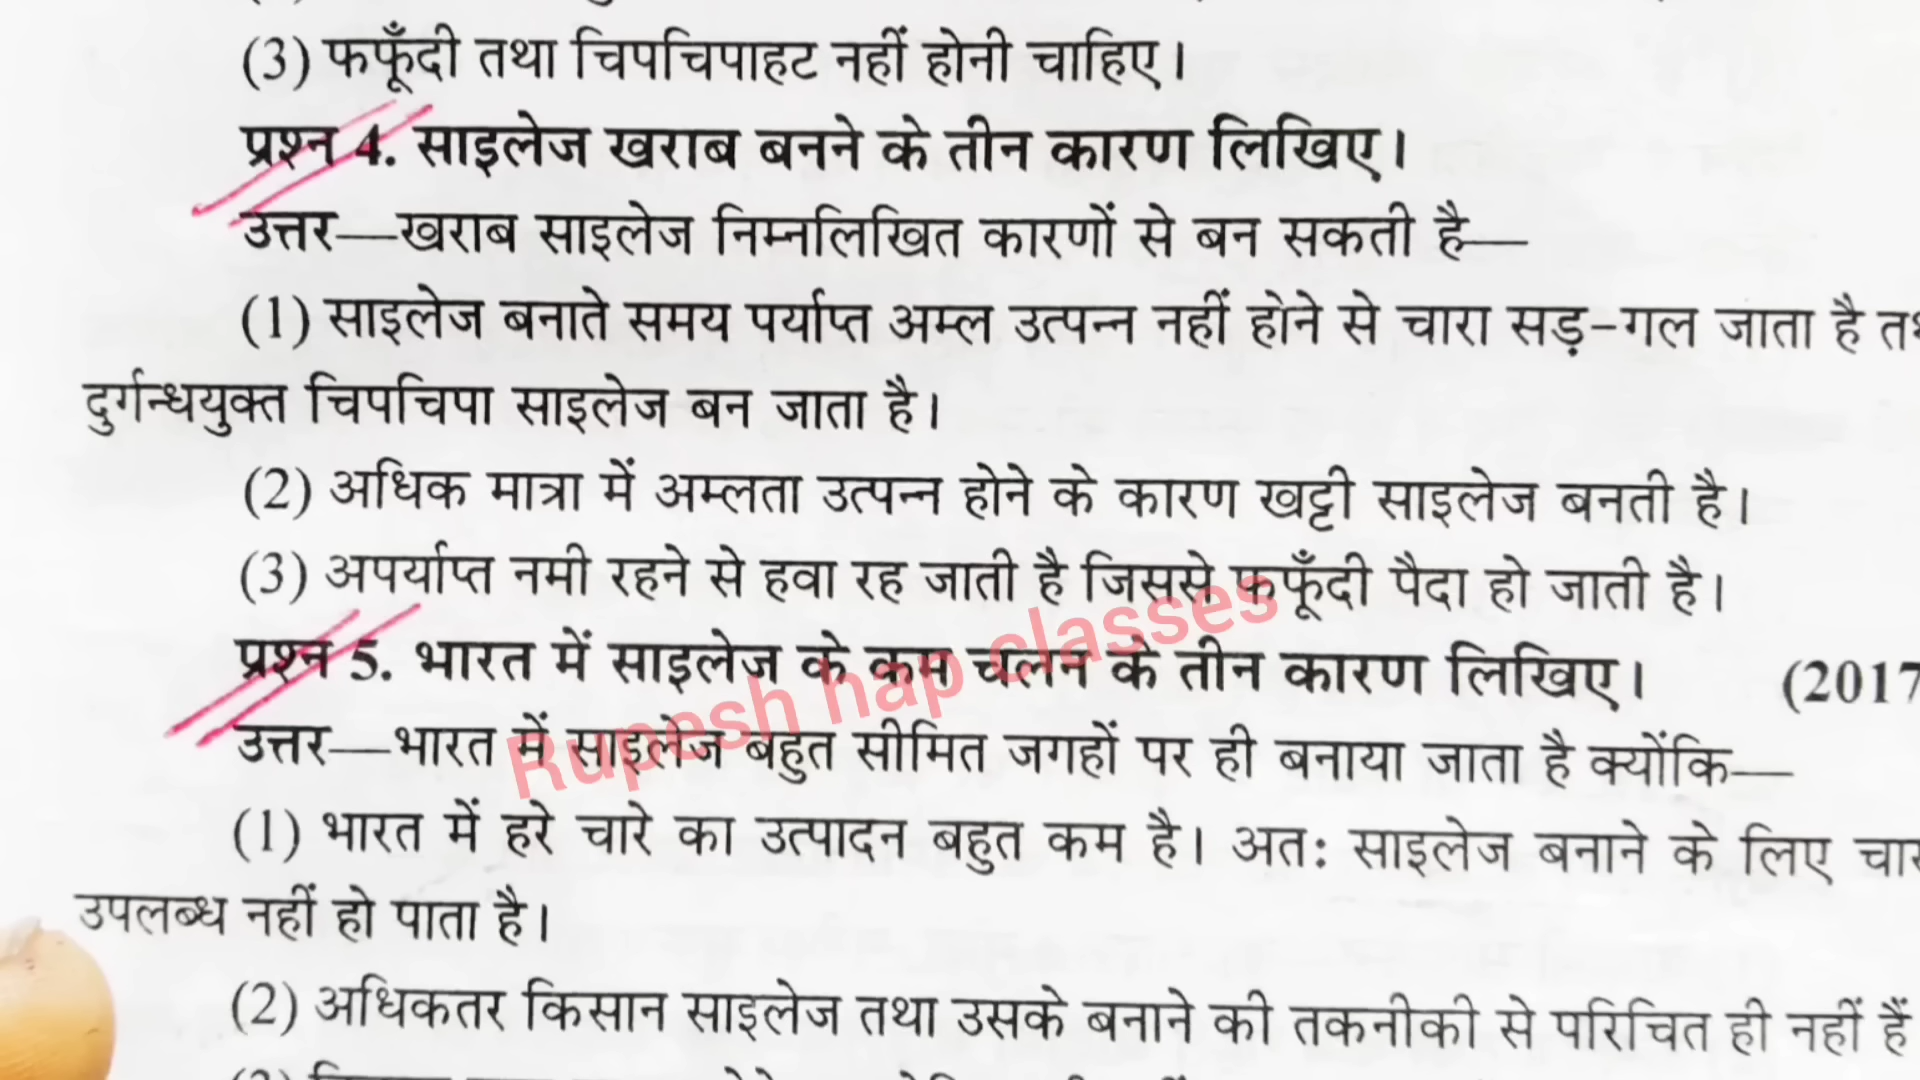 (3) फफूँदी तथा चिपचिपाहट नहीं होनी चाहिए।
प्रश्न 4. साइलेज खराब बनने के तीन कारण लिखिए।
उत्तर—खराब साइलेज निम्नलिखित कारणों से बन सकती है—
(1) साइलेज बनाते समय पर्याप्त अम्ल उत्पन्न नहीं होने से चारा सड़-गल जाता है
दुर्गन्धयुक्त चिपचिपा साइलेज बन जाता है।
(2) अधिक मात्रा में अम्लता उत्पन्न होने के कारण खट्टी साइलेज बनती है।
(3) अपर्याप्त नमी रहने से हवा रह जाती है जिससे फफूँदी पैदा हो जाती है।
प्रश्न 5. भारत में साइलेज के कम चलन के तीन कारण लिखिए। (2017
उत्तर—भारत में साइलेज बहुत सीमित जगहों पर ही बनाया जाता है क्योंकि—
(1) भारत में हरे चारे का उत्पादन बहुत कम है। अतः साइलेज बनाने के लिए
उपलब्ध नहीं हो पाता है।
(2) अधिकतर किसान साइलेज तथा उसके बनाने की तकनीकी से परिचित ही नहीं हैं
Rupesh hap classes